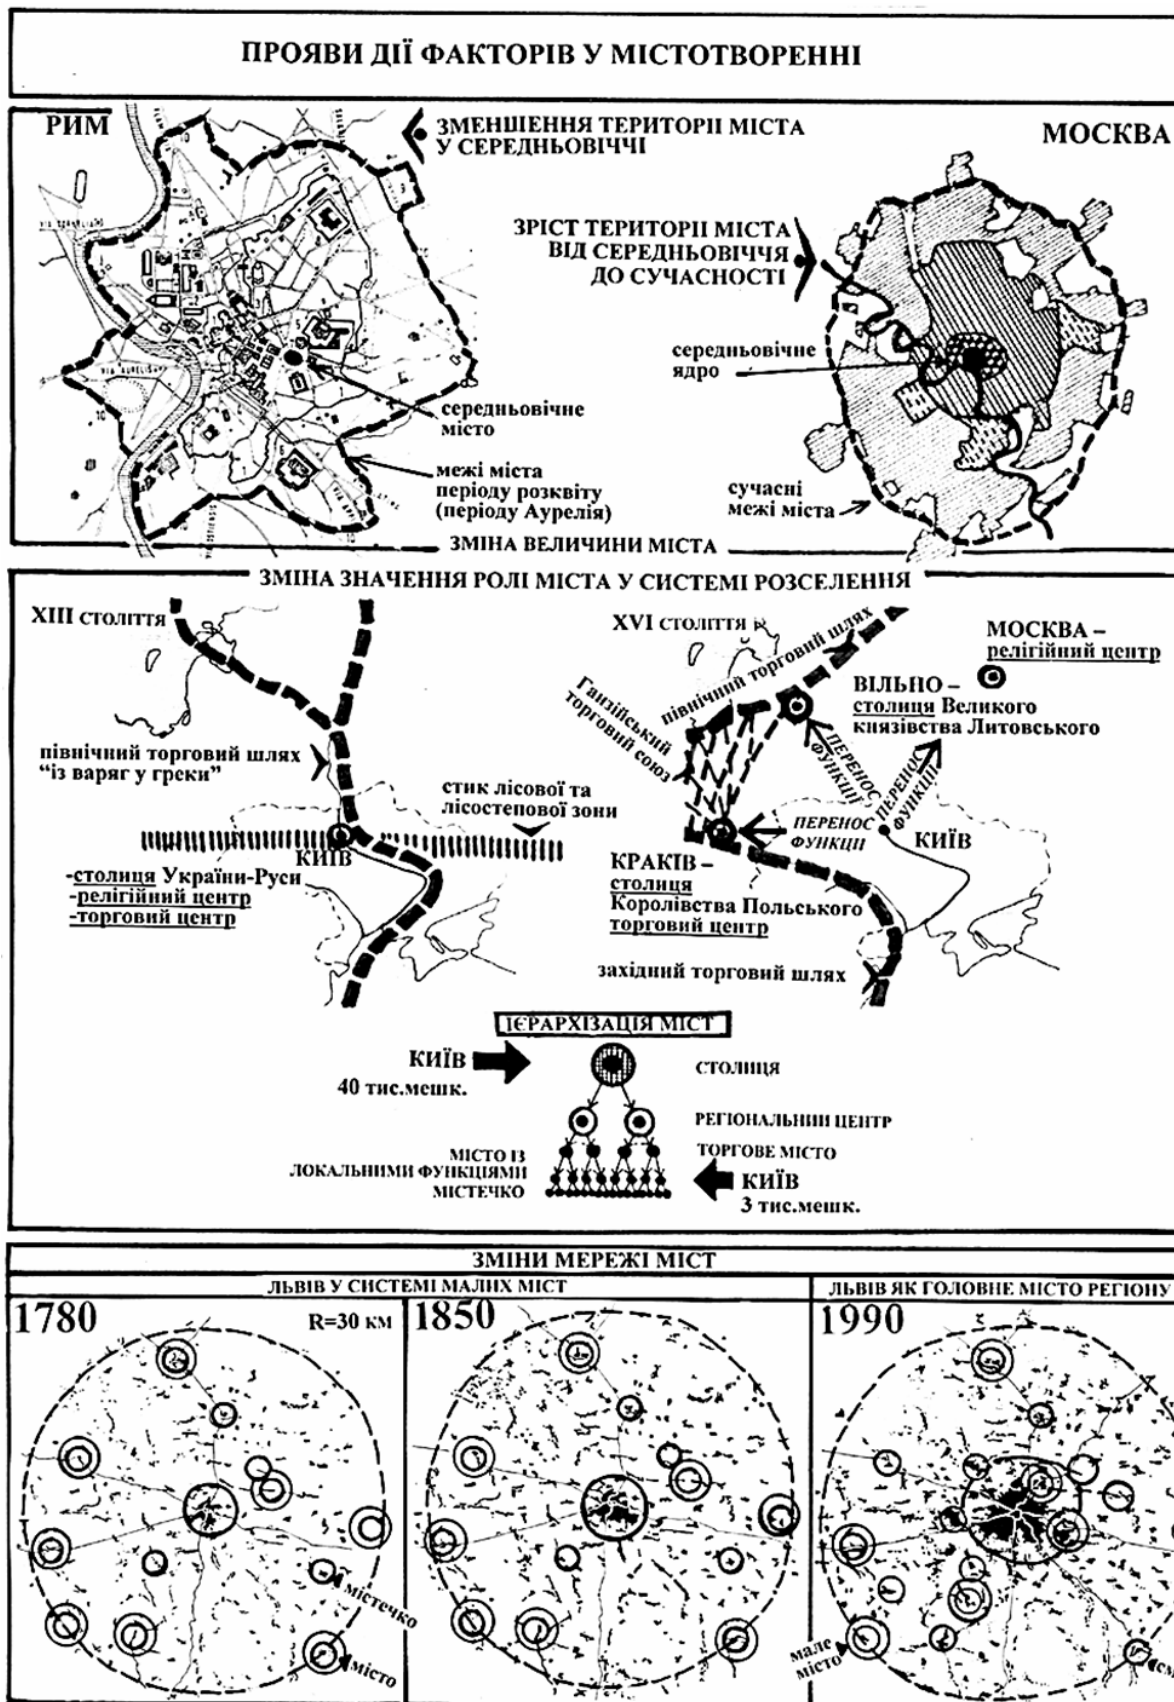 ПРОЯВИ ДІЇ ФАКТОРІВ У МІСТОТВОРЕННІ
РИМ
ЗМЕНШЕННЯ ТЕРИТОРІЇ МІСТА
У СЕРЕДНЬОВІЧЧІ
МОСКВА
ЗРІСТ ТЕРИТОРІЇ МІСТА
ВІД СЕРЕДНЬОВІЧЧЯ
ДО СУЧАСНОСТІ
VIA AURELIA
середньовічне
ядро
середньовічне
місто
межі міста
періоду розквіту
(періоду Аурелія)
сучасні
межі міста
ЗМІНА ВЕЛИЧИНИ МІСТА
ЗМІНА ЗНАЧЕННЯ РОЛІ МІСТА У СИСТЕМІ РОЗСЕЛЕННЯ
XIII СТОЛІТТЯ
північний торговий шлях
“із варяг у греки”
стик лісової та
лісостепової зони
КИЇВ
-столиця України-Руси
-релігійний центр
-торговий центр
XVI СТОЛІТТЯ
північний торговий шлях
Ганзійський
торговий союз
МОСКВА –
релігійний центр
ВІЛЬНО –
столиця Великого
князівства Литовського
ПЕРЕНОС
ФУНКЦІЇ
ПЕРЕНОС
ФУНКЦІЇ
ПЕРЕНОС
ФУНКЦІЇ
КИЇВ
КРАКІВ –
столиця
Королівства Польського
торговий центр
західний торговий шлях
ІЄРАРХІЗАЦІЯ МІСТ
КИЇВ
40 тис.мешк.
СТОЛИЦЯ
РЕГІОНАЛЬНИЙ ЦЕНТР
МІСТО ІЗ
ЛОКАЛЬНИМИ ФУНКЦІЯМИ
МІСТЕЧКО
ТОРГОВЕ МІСТО
КИЇВ
3 тис.мешк.
ЗМІНИ МЕРЕЖІ МІСТ
ЛЬВІВ У СИСТЕМІ МАЛИХ МІСТ
ЛЬВІВ ЯК ГОЛОВНЕ МІСТО РЕГІОНУ
1780
R=30 км
1850
1990
містечко
місто
мале
місто